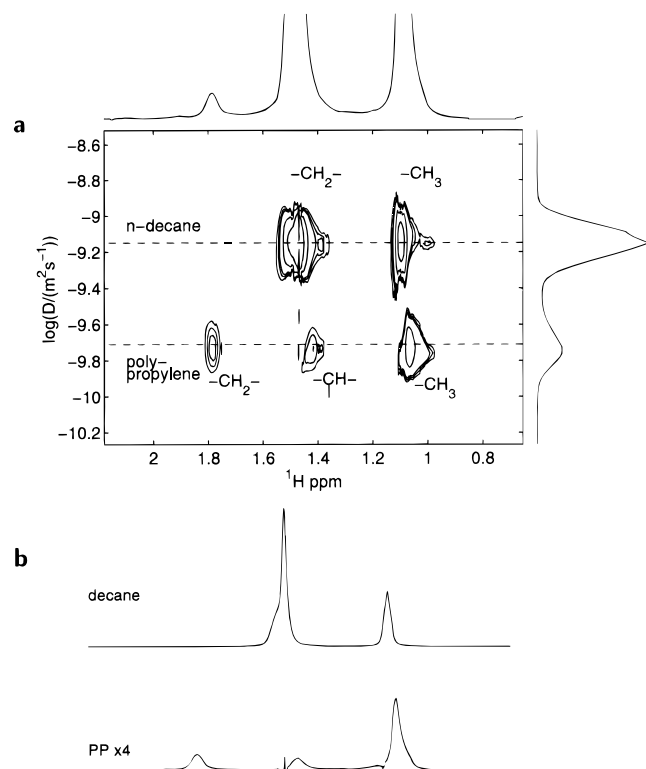 a
−8.6
−8.8
−9
−9.2
−9.4
−9.6
−9.8
−10
−10.2
log(D/(m²s⁻¹))
−CH₂−
−CH₃
n−decane
poly−
propylene
−CH₂−
−CH−
−CH₃
2
1.8
1.6
1.4
1.2
1
0.8
¹H ppm
b
decane
PP x4